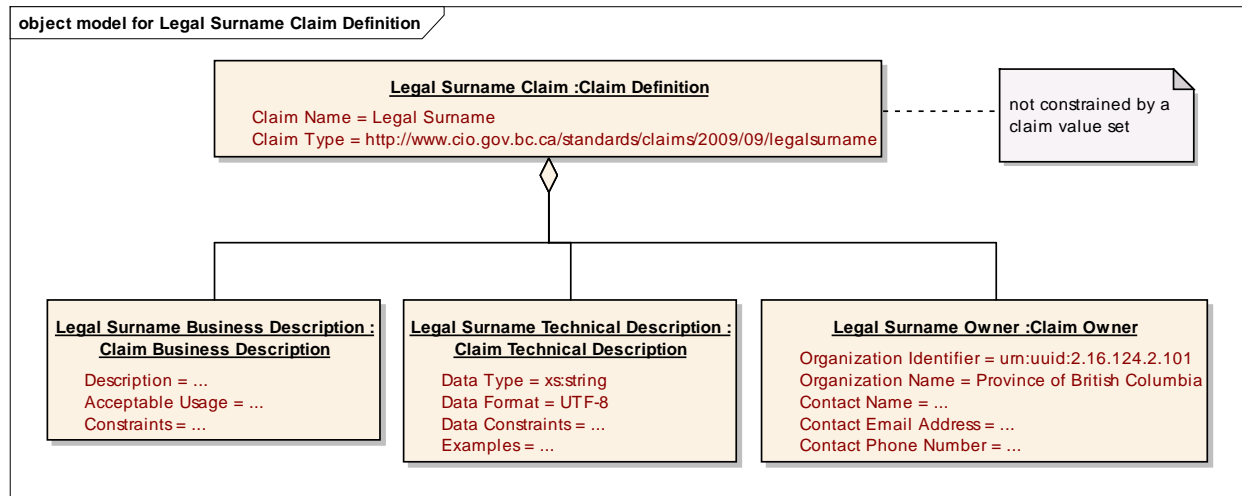 object model for Legal Surname Claim Definition
Legal Surname Claim :Claim Definition
Claim Name = Legal Surname
Claim Type = http://www.cio.gov.bc.ca/standards/claims/2009/09/legalsurname
not constrained by a
claim value set
Legal Surname Business Description :
Claim Business Description
Description = ...
Acceptable Usage = ...
Constraints = ...
Legal Surname Technical Description :
Claim Technical Description
Data Type = xs:string
Data Format = UTF-8
Data Constraints = ...
Examples = ...
Legal Surname Owner :Claim Owner
Organization Identifier = urn:uuid:2.16.124.2.101
Organization Name = Province of British Columbia
Contact Name = ...
Contact Email Address = ...
Contact Phone Number = ...